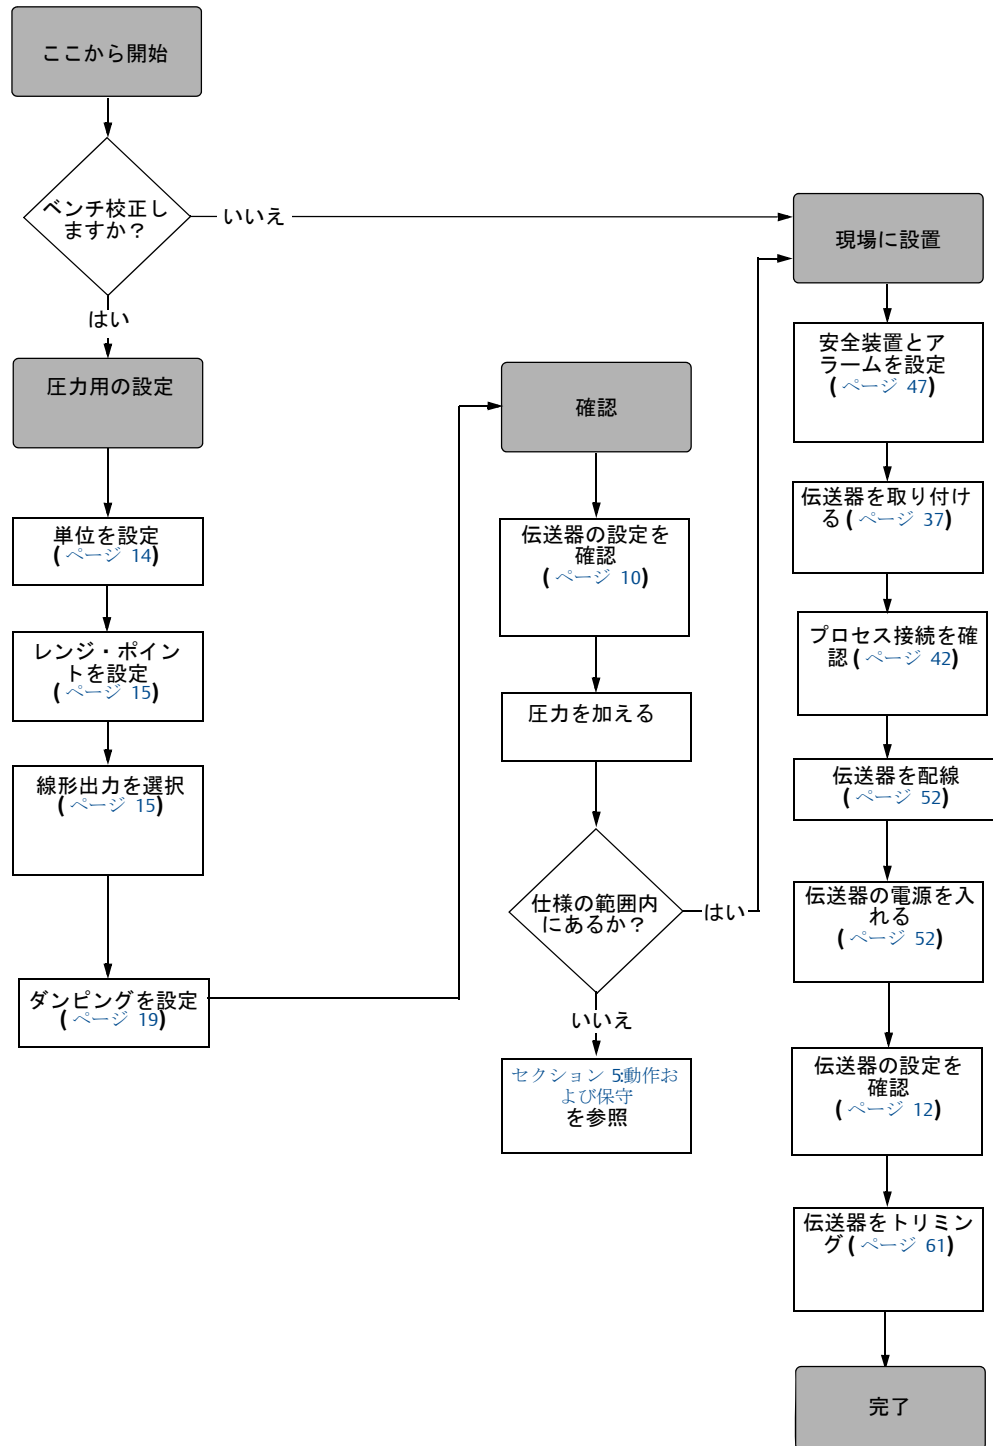 ここから開始
ベンチ校正し
ますか？
いいえ
はい
圧力用の設定
単位を設定
(ページ 14)
レンジ・ポイン
トを設定
(ページ 15)
線形出力を選択
(ページ 15)
ダンピングを設定
(ページ 19)
確認
伝送器の設定を
確認
(ページ 10)
圧力を加える
仕様の範囲内
にあるか？
はい
いいえ
セクション 5:動作お
よび保守
を参照
現場に設置
安全装置とア
ラームを設定
(ページ 47)
伝送器を取り付け
る (ページ 37)
プロセス接続を確
認 (ページ 42)
伝送器を配線
(ページ 52)
伝送器の電源を入
れる
(ページ 52)
伝送器の設定を
確認
(ページ 12)
伝送器をトリミン
グ (ページ 61)
完了